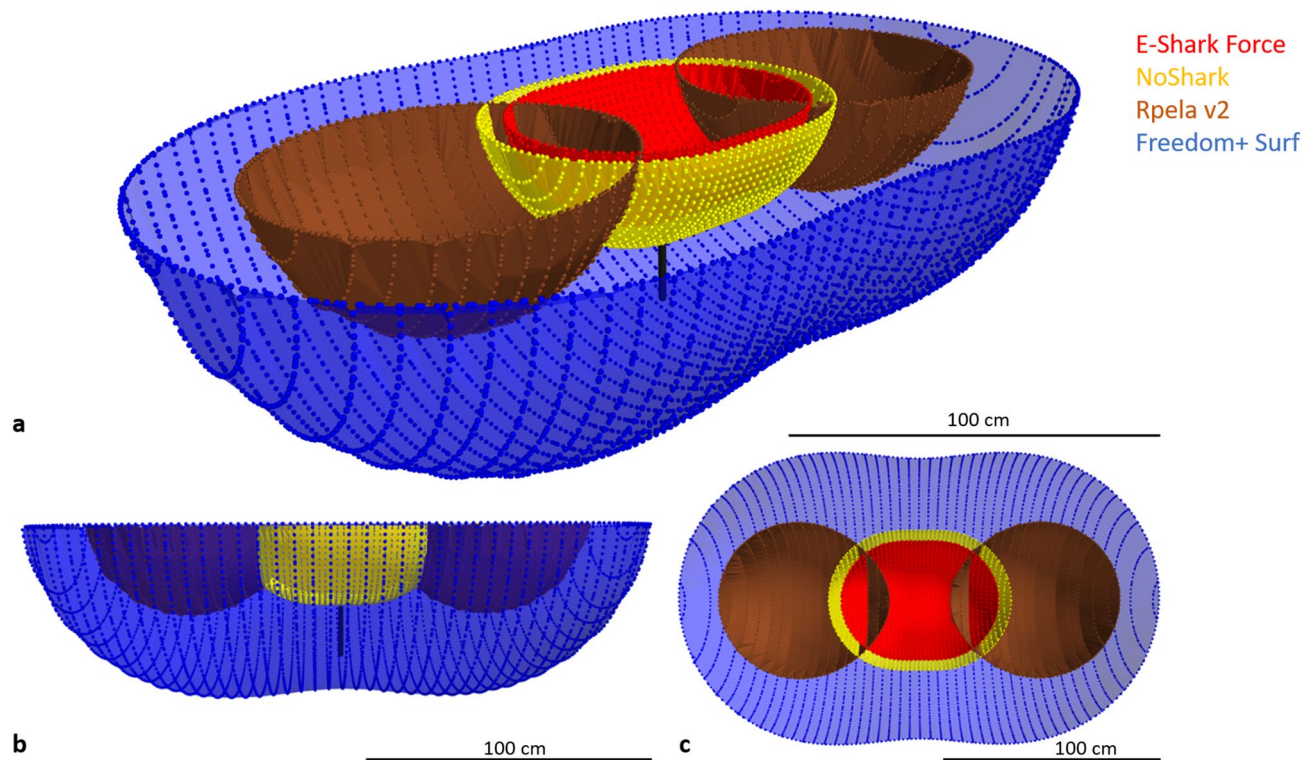 E-Shark Force
NoShark
Rpela v2
Freedom+ Surf
a
100 cm
b
100 cm
c
100 cm